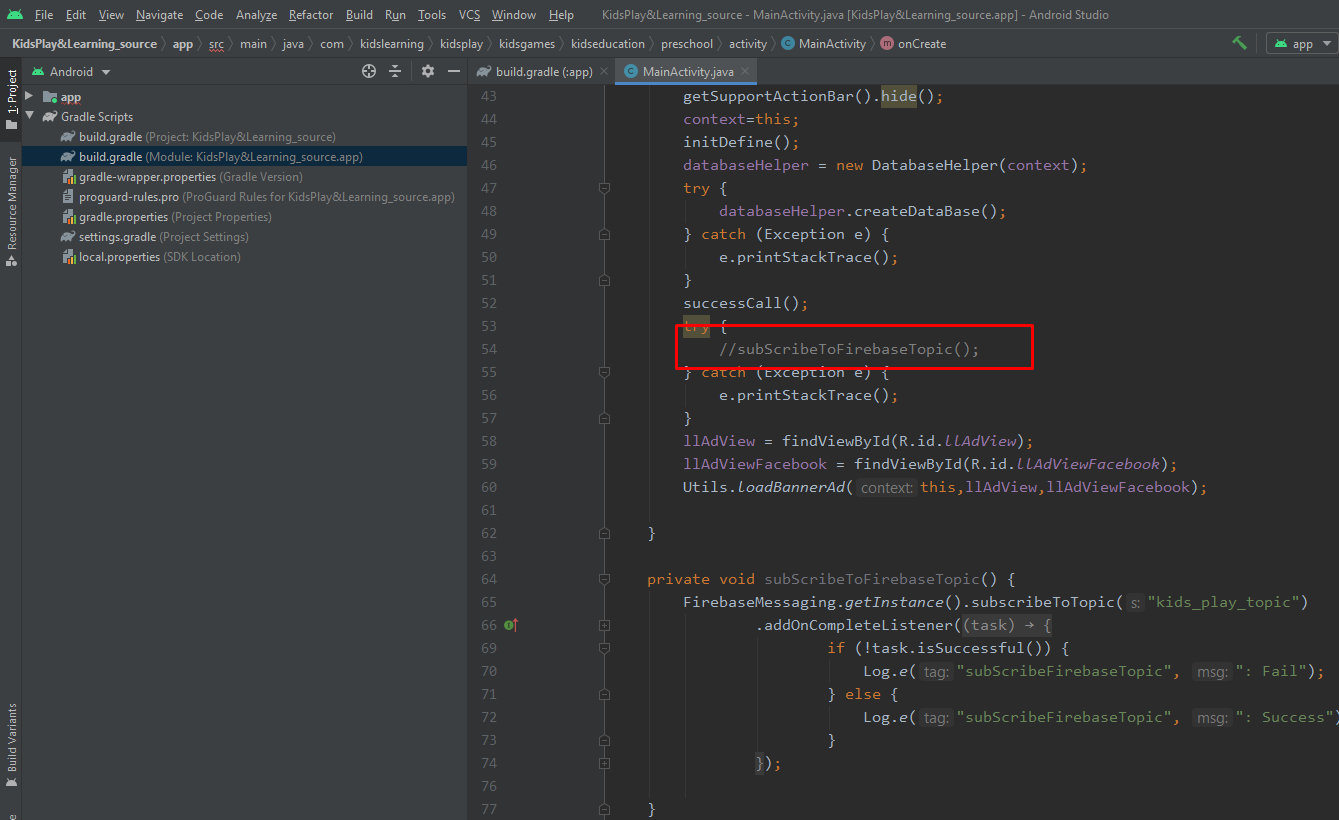 File Edit View Navigate Code Analyze Refactor Build Run Tools VCS Window Help KidsPlay&Learning_source - MainActivity.java [KidsPlay&Learning_source.app] - Android Studio
KidsPlay&Learning_source app src main java com kidslearning kidsplay kidsgames kidseducation preschool activity MainActivity onCreate app
Android
build.gradle (:app) MainActivity.java
1: Project
Resource Manager
Build Variants
app
Gradle Scripts
build.gradle (Project: KidsPlay&Learning_source)
build.gradle (Module: KidsPlay&Learning_source.app)
gradle-wrapper.properties (Gradle Version)
proguard-rules.pro (ProGuard Rules for KidsPlay&Learning_source.app)
gradle.properties (Project Properties)
settings.gradle (Project Settings)
local.properties (SDK Location)
43 getSupportActionBar().hide();
44 context=this;
45 initDefine();
46 databaseHelper = new DatabaseHelper(context);
47 try {
48 databaseHelper.createDataBase();
49 } catch (Exception e) {
50 e.printStackTrace();
51 }
52 successCall();
53 try {
54 //subScribeToFirebaseTopic();
55 } catch (Exception e) {
56 e.printStackTrace();
57 }
58 llAdView = findViewById(R.id.llAdView);
59 llAdViewFacebook = findViewById(R.id.llAdViewFacebook);
60 Utils.loadBannerAd( context: this,llAdView,llAdViewFacebook);
61
62 }
63
64 private void subScribeToFirebaseTopic() {
65 FirebaseMessaging.getInstance().subscribeToTopic( s: "kids_play_topic")
66 .addOnCompleteListener((task) → {
69 if (!task.isSuccessful()) {
70 Log.e( tag: "subScribeFirebaseTopic", msg: ": Fail");
71 } else {
72 Log.e( tag: "subScribeFirebaseTopic", msg: ": Success")
73 }
74 });
76
77 }